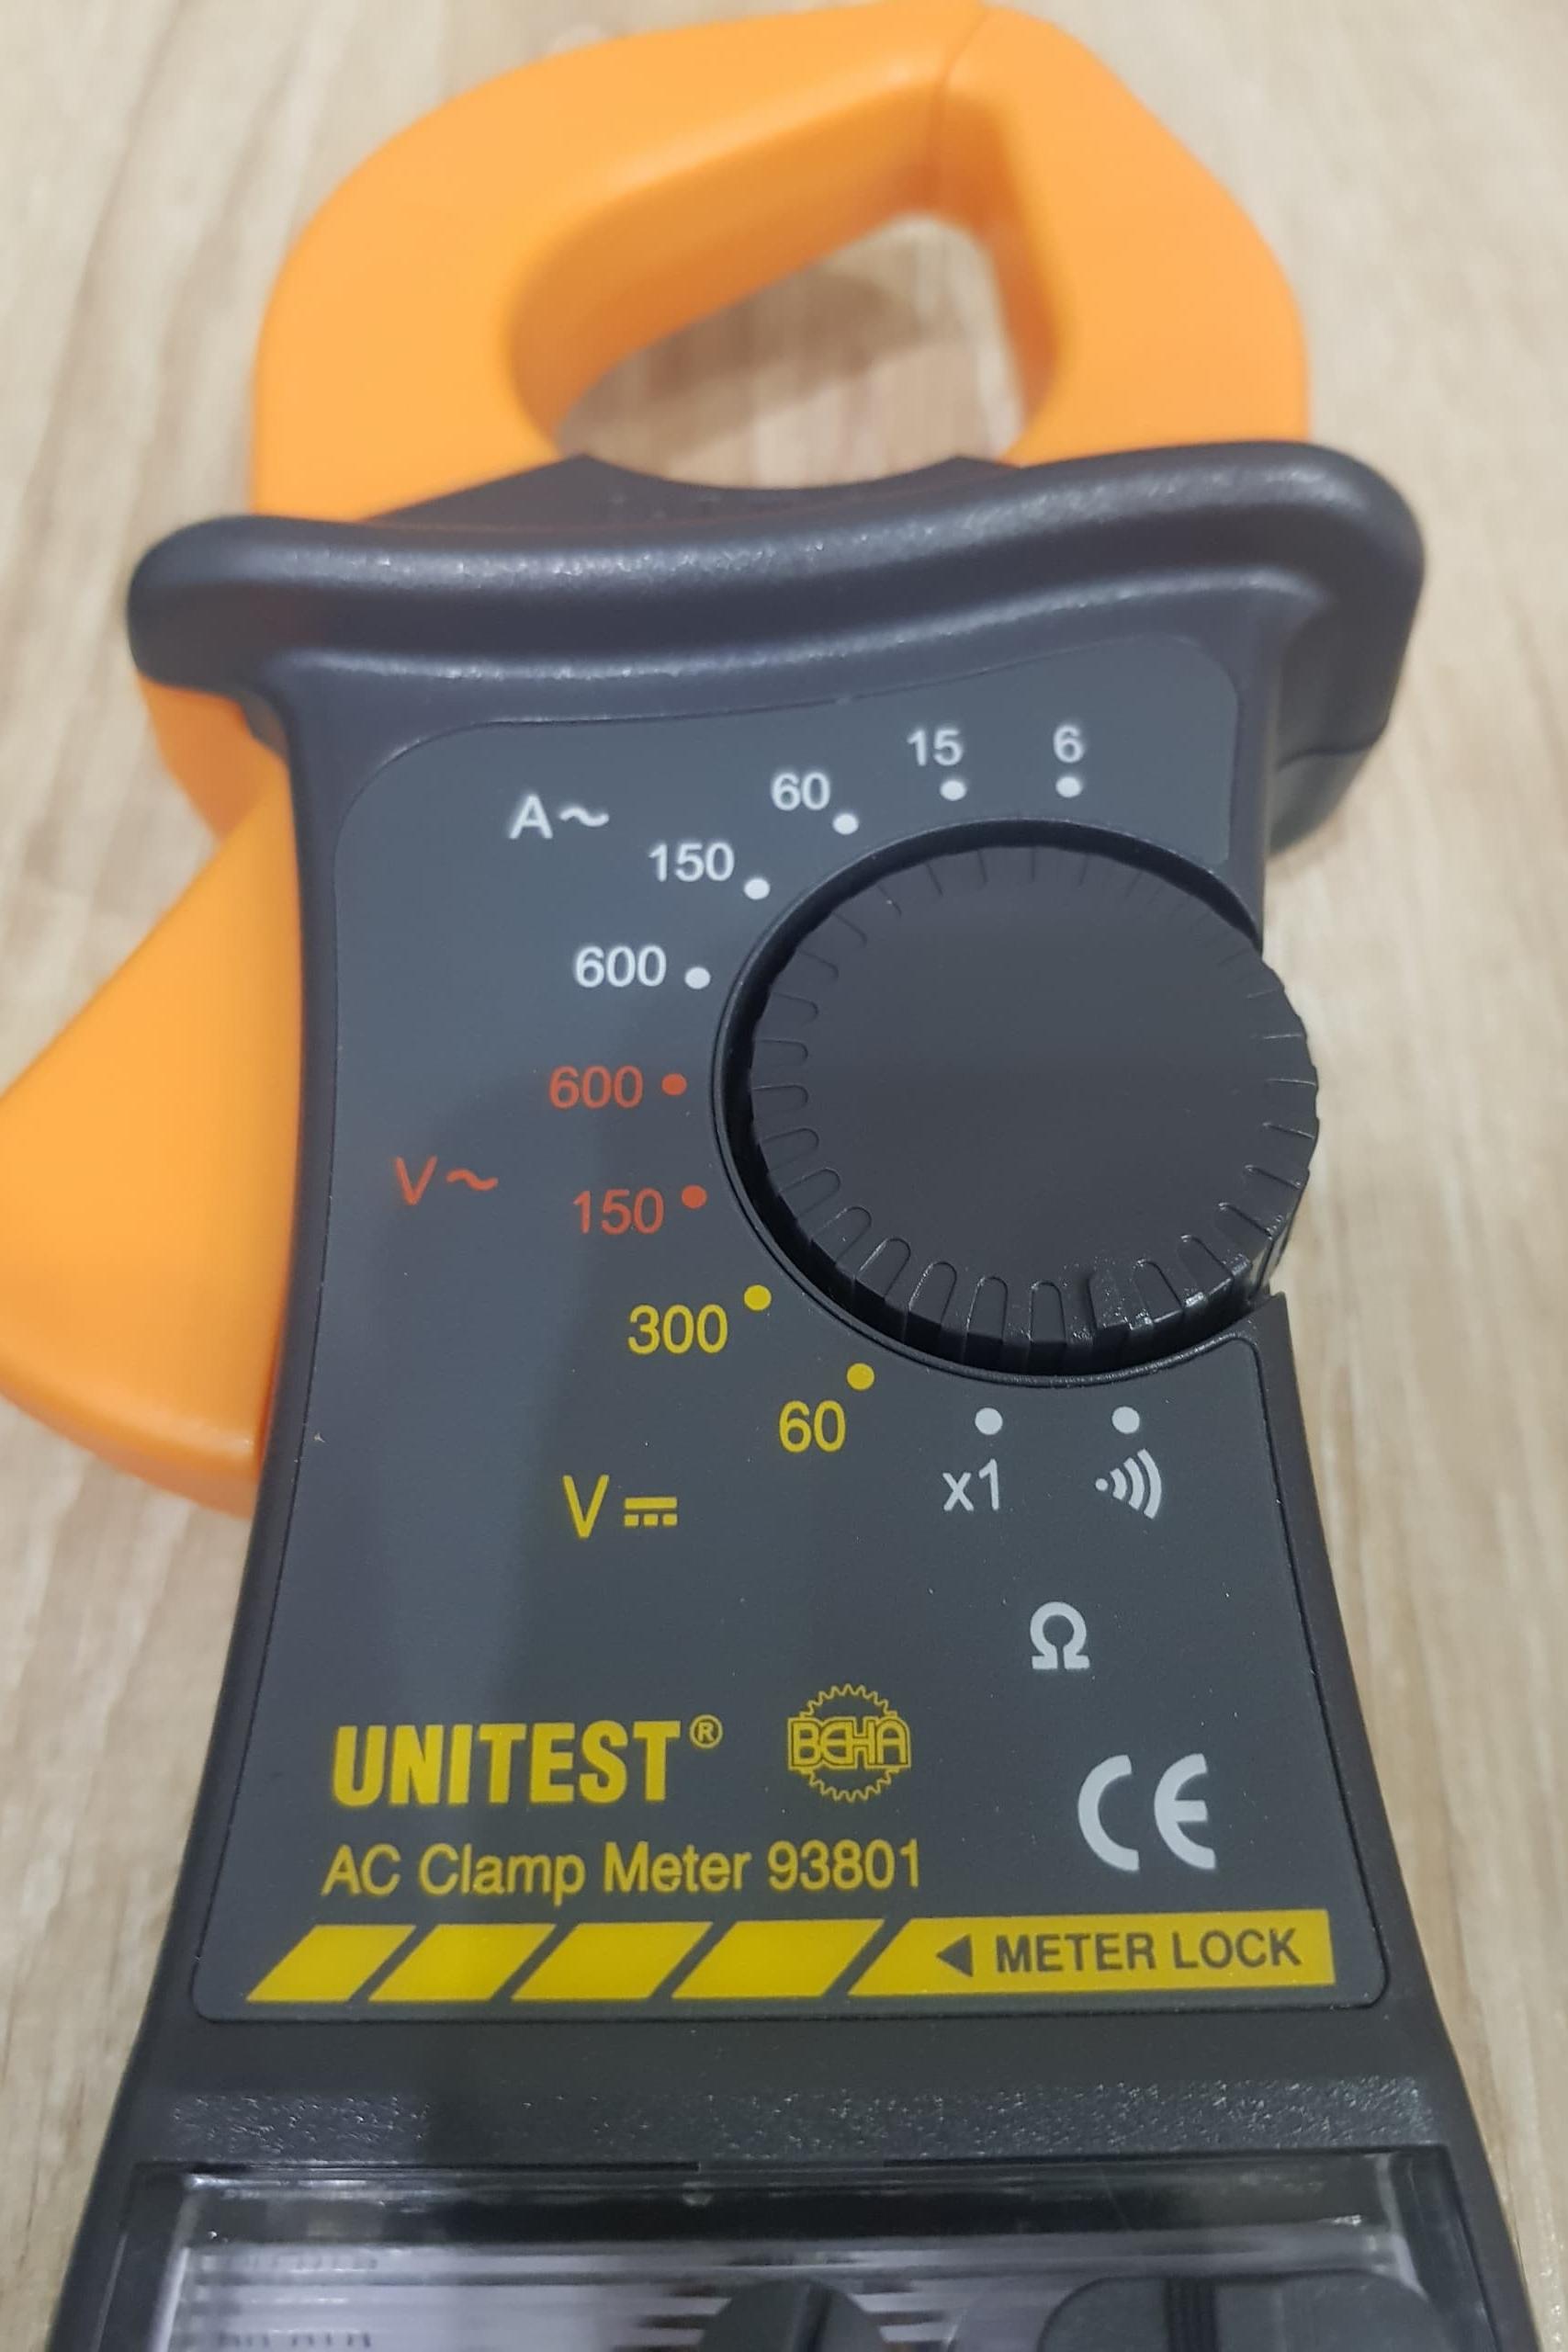 15 6
60
A~
150
600
600
V~
150
300
60
x1
V
Ω
UNITEST®
BEHA
CE
AC Clamp Meter 93801
METER LOCK